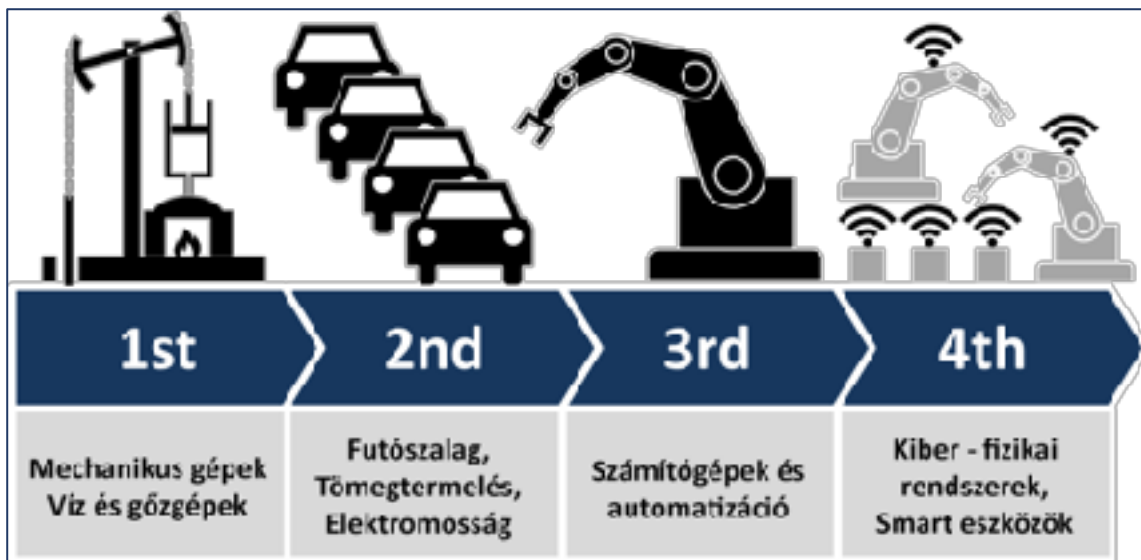 1st
2nd
3rd
4th
Mechanikus gépek
Víz és gőzgépek
Futószalag,
Tömegtermelés,
Elektromosság
Számítógépek és
automatizáció
Kiber - fizikai
rendszerek,
Smart eszközök